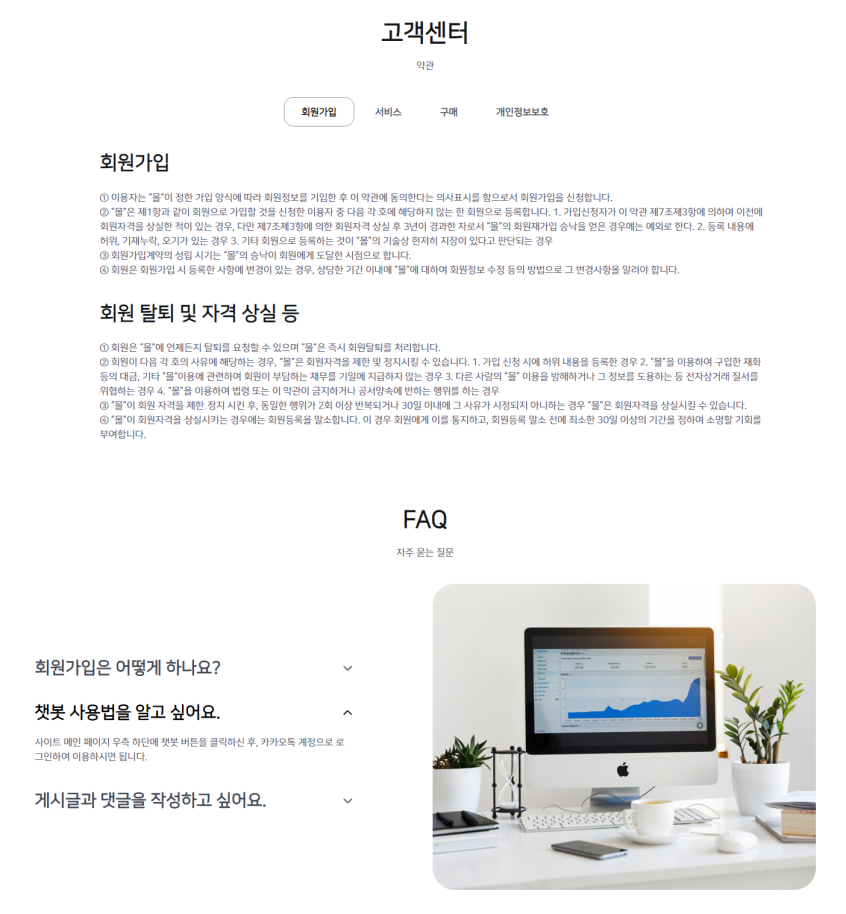 고객센터
약관
회원가입
서비스
구매
개인정보보호
회원가입
① 이용자는 "몰"이 정한 가입 양식에 따라 회원정보를 기입한 후 이 약관에 동의한다는 의사표시를 함으로서 회원가입을 신청합니다.
② "몰"은 제1항과 같이 회원으로 가입할 것을 신청한 이용자 중 다음 각 호에 해당하지 않는 한 회원으로 등록합니다. 1. 가입신청자가 이 약관 제7조제3항에 의하여 이전에
회원자격을 상실한 적이 있는 경우, 다만 제7조제3항에 의한 회원자격 상실 후 3년이 경과한 자로서 "몰"의 회원재가입 승낙을 얻은 경우에는 예외로 한다. 2. 등록 내용에
허위, 기재누락, 오기가 있는 경우 3. 기타 회원으로 등록하는 것이 "몰"의 기술상 현저히 지장이 있다고 판단되는 경우
③ 회원가입계약의 성립 시기는 "몰"의 승낙이 회원에게 도달한 시점으로 합니다.
④ 회원은 회원가입 시 등록한 사항에 변경이 있는 경우, 상당한 기간 이내에 "몰"에 대하여 회원정보 수정 등의 방법으로 그 변경사항을 알려야 합니다.
회원 탈퇴 및 자격 상실 등
① 회원은 "몰"에 언제든지 탈퇴를 요청할 수 있으며 "몰"은 즉시 회원탈퇴를 처리합니다.
② 회원이 다음 각 호의 사유에 해당하는 경우, "몰"은 회원자격을 제한 및 정지시킬 수 있습니다. 1. 가입 신청 시에 허위 내용을 등록한 경우 2. "몰"을 이용하여 구입한 재화
등의 대금, 기타 "몰"이용에 관련하여 회원이 부담하는 채무를 기일에 지급하지 않는 경우 3. 다른 사람의 "몰" 이용을 방해하거나 그 정보를 도용하는 등 전자상거래 질서를
위협하는 경우 4. "몰"을 이용하여 법령 또는 이 약관이 금지하거나 공서양속에 반하는 행위를 하는 경우
③ "몰"이 회원 자격을 제한·정지 시킨 후, 동일한 행위가 2회 이상 반복되거나 30일 이내에 그 사유가 시정되지 아니하는 경우 "몰"은 회원자격을 상실시킬 수 있습니다.
④ "몰"이 회원자격을 상실시키는 경우에는 회원등록을 말소합니다. 이 경우 회원에게 이를 통지하고, 회원등록 말소 전에 최소한 30일 이상의 기간을 정하여 소명할 기회를
부여합니다.
FAQ
자주 묻는 질문
회원가입은 어떻게 하나요?
챗봇 사용법을 알고 싶어요.
사이트 메인 페이지 우측 하단에 챗봇 버튼을 클릭하신 후, 카카오톡 계정으로 로
그인하여 이용하시면 됩니다.
게시글과 댓글을 작성하고 싶어요.